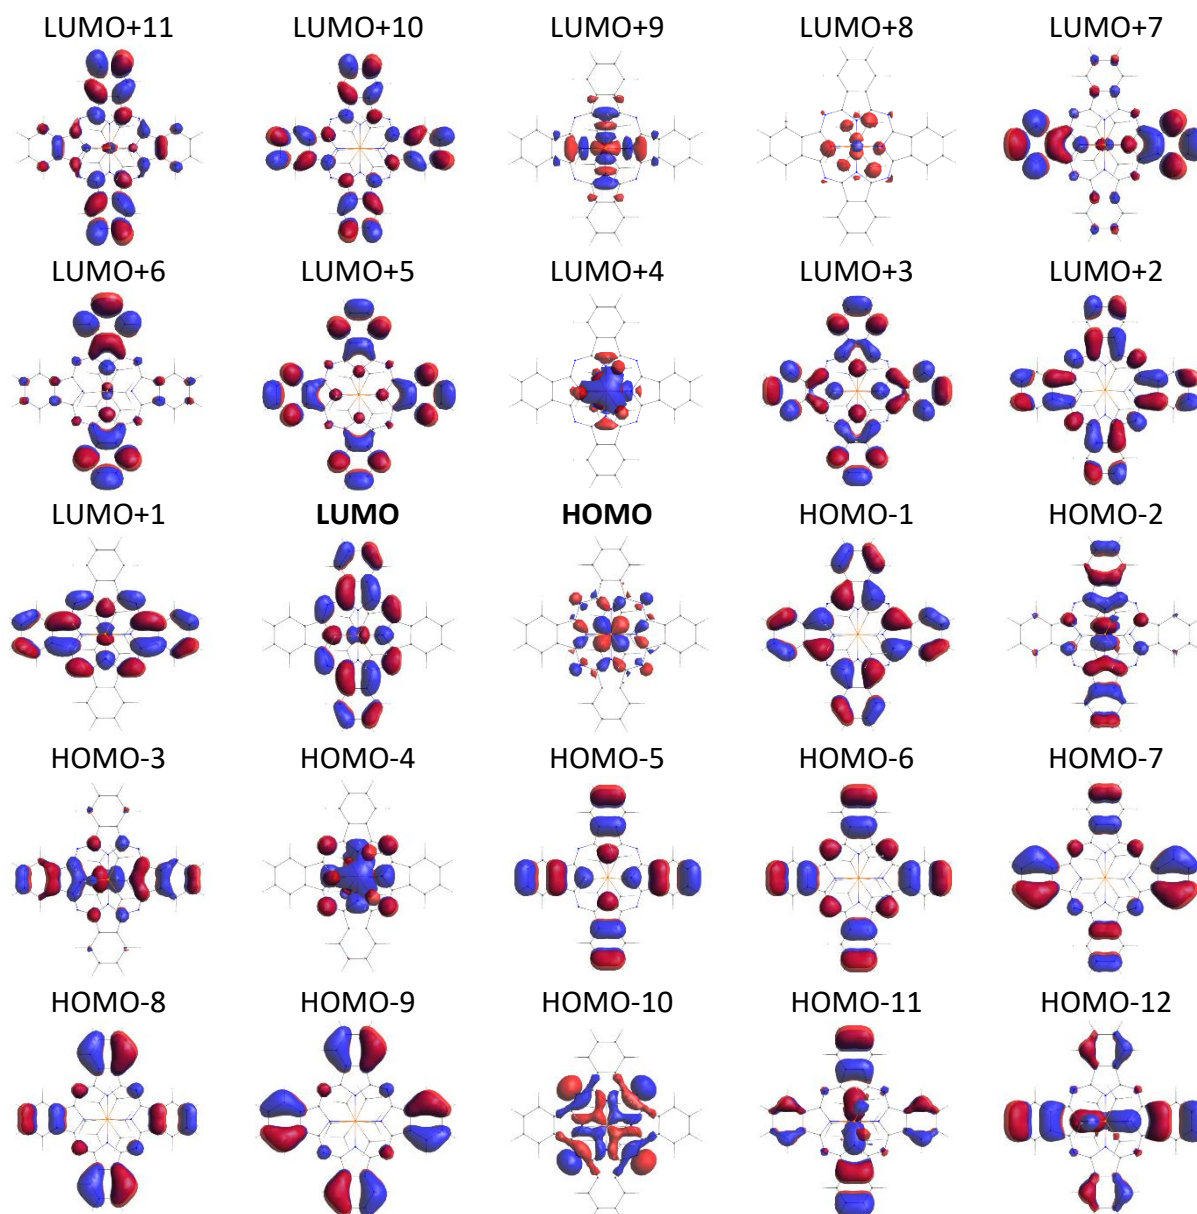 LUMO+11 LUMO+10 LUMO+9 LUMO+8 LUMO+7
LUMO+6 LUMO+5 LUMO+4 LUMO+3 LUMO+2
LUMO+1 LUMO HOMO HOMO-1 HOMO-2
HOMO-3 HOMO-4 HOMO-5 HOMO-6 HOMO-7
HOMO-8 HOMO-9 HOMO-10 HOMO-11 HOMO-12